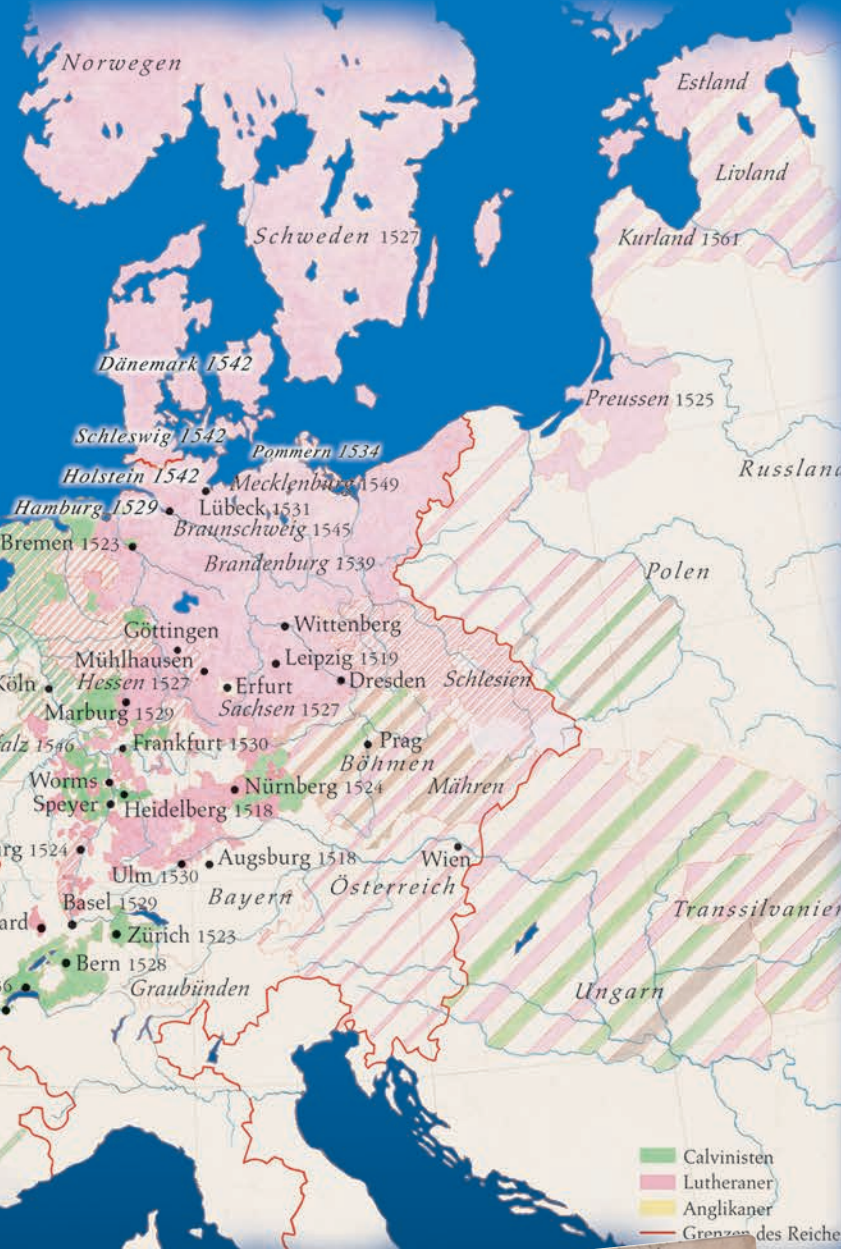 Norwegen
Estland
Livland
Schweden 1527
Kurland 1561
Dänemark 1542
Preussen 1525
Schleswig 1542
Pommern 1534
Russland
Holstein 1542
Mecklenburg 1549
Hamburg 1529
Lübeck 1531
Braunschweig 1545
Bremen 1523
Brandenburg 1539
Polen
Göttingen
Wittenberg
Mühlhausen
Leipzig 1519
Köln
Hessen 1527
Erfurt
Dresden
Schlesien
Marburg 1529
Sachsen 1527
falz 1546
Frankfurt 1530
Prag
Böhmen
Worms
Nürnberg 1524
Mähren
Speyer
Heidelberg 1518
rg 1524
Augsburg 1518
Wien
Ulm 1530
Bayern
Österreich
Basel 1529
ard
Transsilvanien
Zürich 1523
Bern 1528
6
Graubünden
Ungarn
Calvinisten
Lutheraner
Anglikaner
Grenzen des Reiche